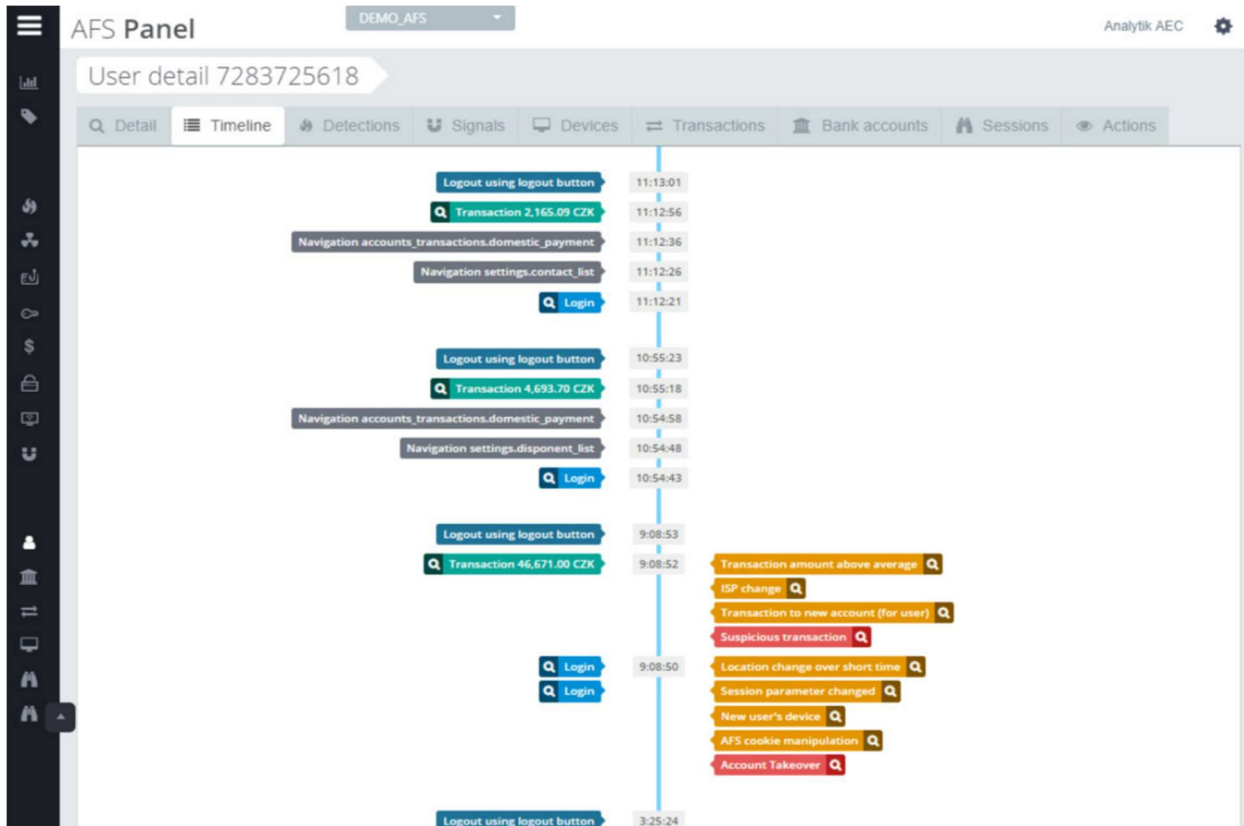 AFS Panel
DEMO_AFS
Analytik AEC
User detail 7283725618
Detail Timeline Detections Signals Devices Transactions Bank accounts Sessions Actions
Logout using logout button 11:13:01
Transaction 2,165.09 CZK 11:12:56
Navigation accounts_transactions.domestic_payment 11:12:36
Navigation settings.contact_list 11:12:26
Login 11:12:21
Logout using logout button 10:55:23
Transaction 4,693.70 CZK 10:55:18
Navigation accounts_transactions.domestic_payment 10:54:58
Navigation settings.disponent_list 10:54:48
Login 10:54:43
Logout using logout button 9:08:53
Transaction 46,671.00 CZK 9:08:52 Transaction amount above average
ISP change
Transaction to new account (for user)
Suspicious transaction
Login 9:08:50 Location change over short time
Login Session parameter changed
New user's device
AFS cookie manipulation
Account Takeover
Logout using logout button 3:25:24